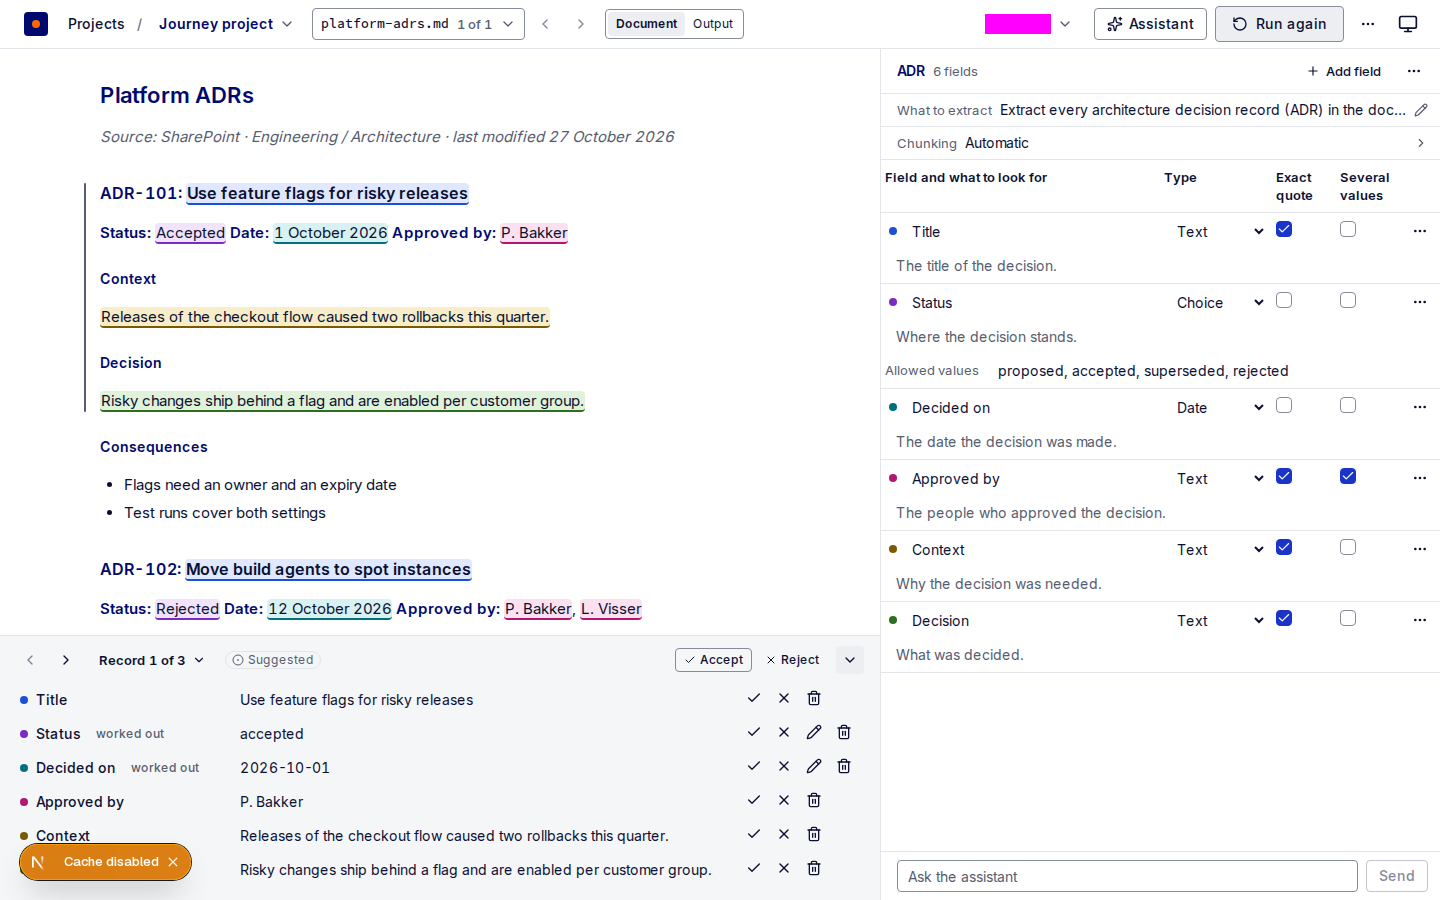 Projects / Journey project platform-adrs.md 1 of 1 Document Output Assistant Run again
Platform ADRs
Source: SharePoint · Engineering / Architecture · last modified 27 October 2026
ADR-101: Use feature flags for risky releases
Status: Accepted Date: 1 October 2026 Approved by: P. Bakker
Context
Releases of the checkout flow caused two rollbacks this quarter.
Decision
Risky changes ship behind a flag and are enabled per customer group.
Consequences
Flags need an owner and an expiry date
Test runs cover both settings
ADR-102: Move build agents to spot instances
Status: Rejected Date: 12 October 2026 Approved by: P. Bakker, L. Visser
Record 1 of 3 Suggested Accept Reject
Title Use feature flags for risky releases
Status worked out accepted
Decided on worked out 2026-10-01
Approved by P. Bakker
Context Releases of the checkout flow caused two rollbacks this quarter.
Cache disabled
Risky changes ship behind a flag and are enabled per customer group.
ADR 6 fields Add field
What to extract Extract every architecture decision record (ADR) in the doc...
Chunking Automatic
Field and what to look for Type Exact quote Several values
Title Text
The title of the decision.
Status Choice
Where the decision stands.
Allowed values proposed, accepted, superseded, rejected
Decided on Date
The date the decision was made.
Approved by Text
The people who approved the decision.
Context Text
Why the decision was needed.
Decision Text
What was decided.
Ask the assistant Send